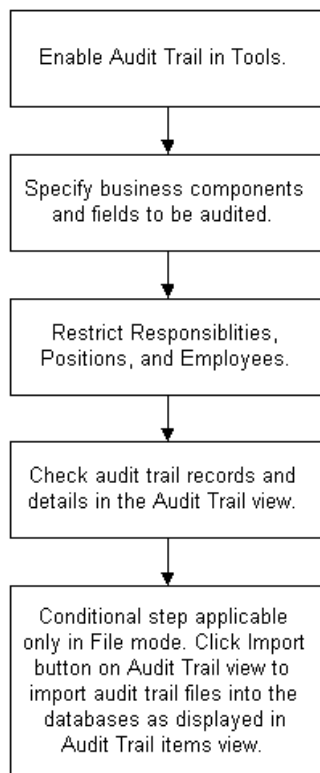 Enable Audit Trail in Tools.
Specify business components
and fields to be audited.
Restrict Responsiblities,
Positions, and Employees.
Check audit trail records and
details in the Audit Trail view.
Conditional step applicable
only in File mode. Click Import
button on Audit Trail view to
import audit trail files into the
databases as displayed in
Audit Trail items view.